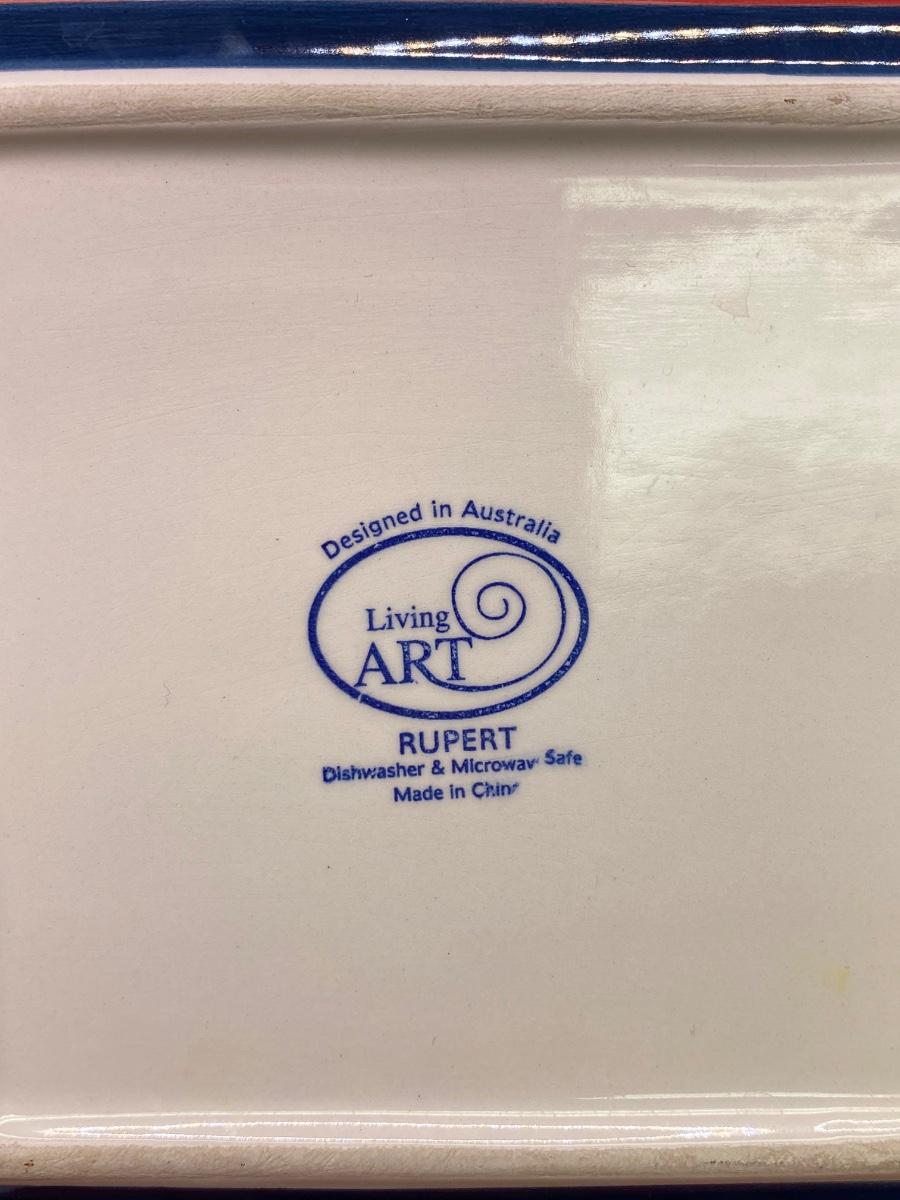 Designed in Australia
Living
ART
RUPERT
Dishwasher & Microwav Safe
Made in Chin